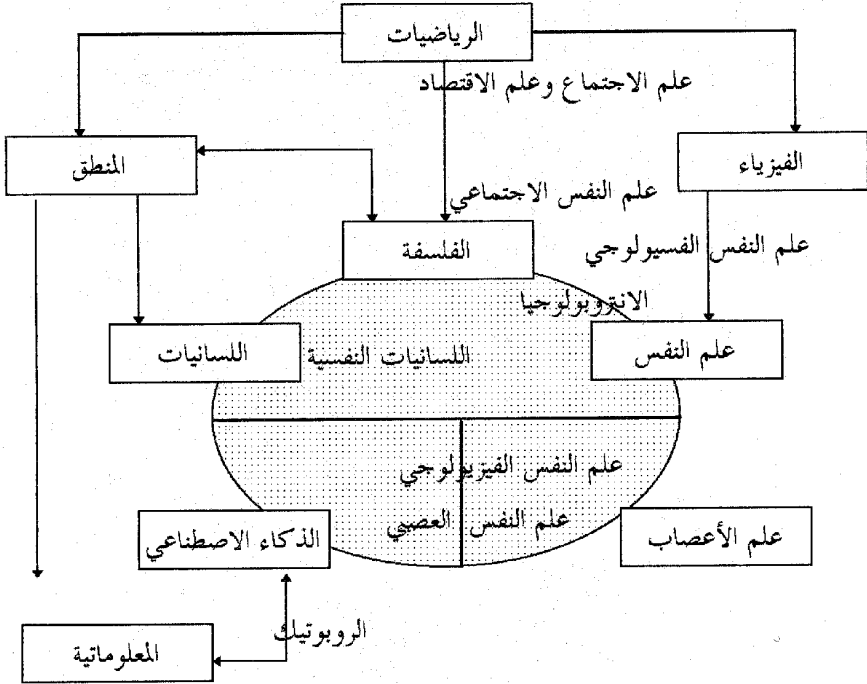 الرياضيات
علم الاجتماع وعلم الاقتصاد
الفيزياء
المنطق
علم النفس الاجتماعي
علم النفس الفسيولوجي
الفلسفة
الانتروبولوجيا
علم النفس
اللسانيات النفسية
اللسانيات
علم النفس الفيزيولوجي
علم النفس العصبي
علم الأعصاب
الذكاء الاصطناعي
الروبوتيك
المعلوماتية